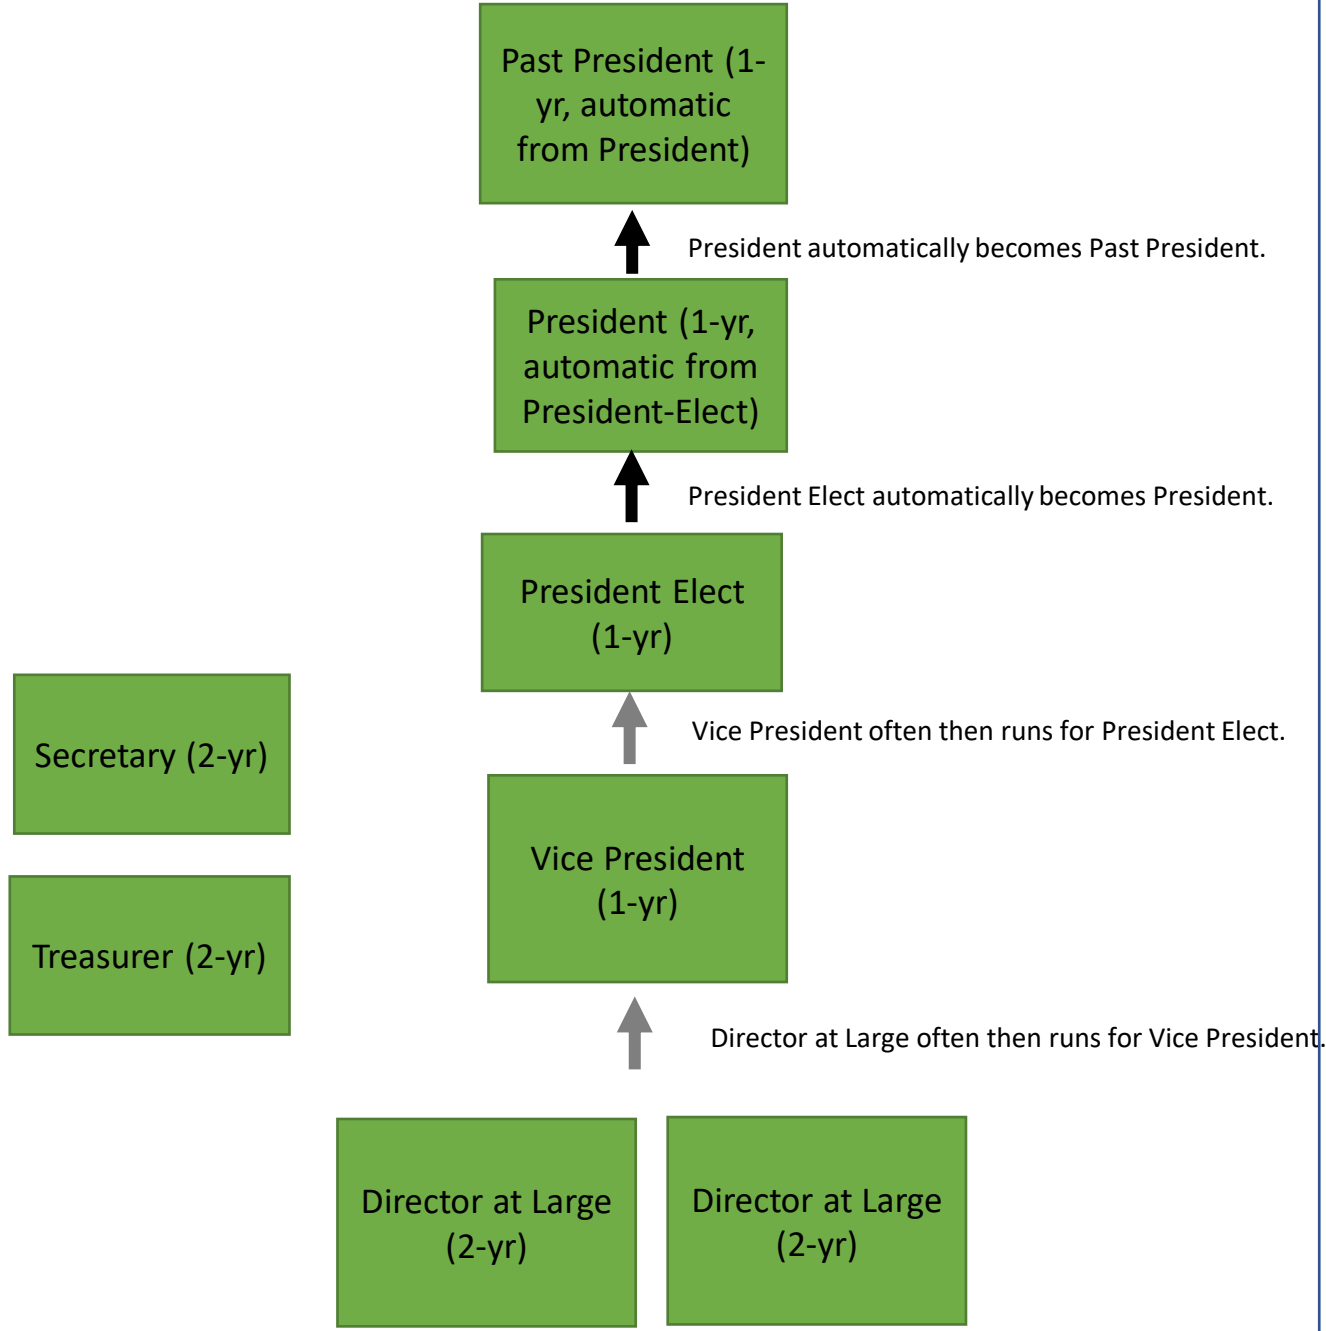 Past President (1-
yr, automatic
from President)
President automatically becomes Past President.
President (1-yr,
automatic from
President-Elect)
President Elect automatically becomes President.
President Elect
(1-yr)
Vice President often then runs for President Elect.
Secretary (2-yr)
Vice President
(1-yr)
Treasurer (2-yr)
Director at Large often then runs for Vice President.
Director at Large
(2-yr)
Director at Large
(2-yr)